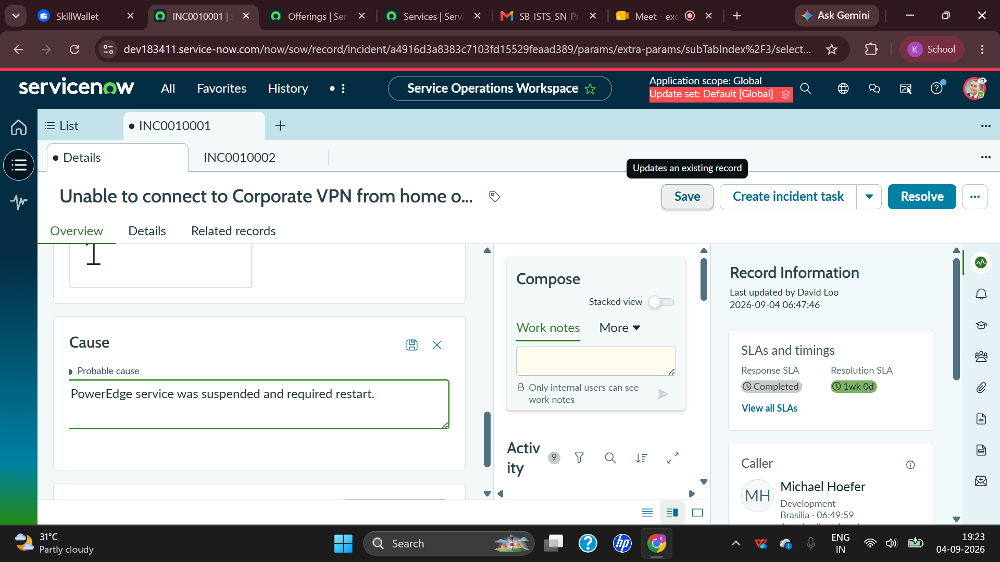 SkillWallet
INC0010001 | S
Offerings | Ser
Services | Servi
SB_ISTS_SN_Pr
Meet - exo
Ask Gemini
dev183411.service-now.com/now/sow/record/incident/a4916d3a8383c7103fd15529feaad389/params/extra-params/subTabIndex%2F3/select...
K School
servicenow
All
Favorites
History
Service Operations Workspace
Application scope: Global
Update set: Default [Global]
List
INC0010001
Details
INC0010002
Updates an existing record
Unable to connect to Corporate VPN from home o...
Save
Create incident task
Resolve
Overview
Details
Related records
1
Cause
Probable cause
PowerEdge service was suspended and required restart.
Compose
Stacked view
Work notes
More
Only internal users can see
work notes
Activ
ity
9
Record Information
Last updated by David Loo
2026-09-04 06:47:46
SLAs and timings
Response SLA
Resolution SLA
Completed
1wk 0d
View all SLAs
Caller
MH
Michael Hoefer
Development
Brasilia · 06:49:59
31°C
Partly cloudy
Search
hp
K
ENG
IN
19:23
04-09-2026